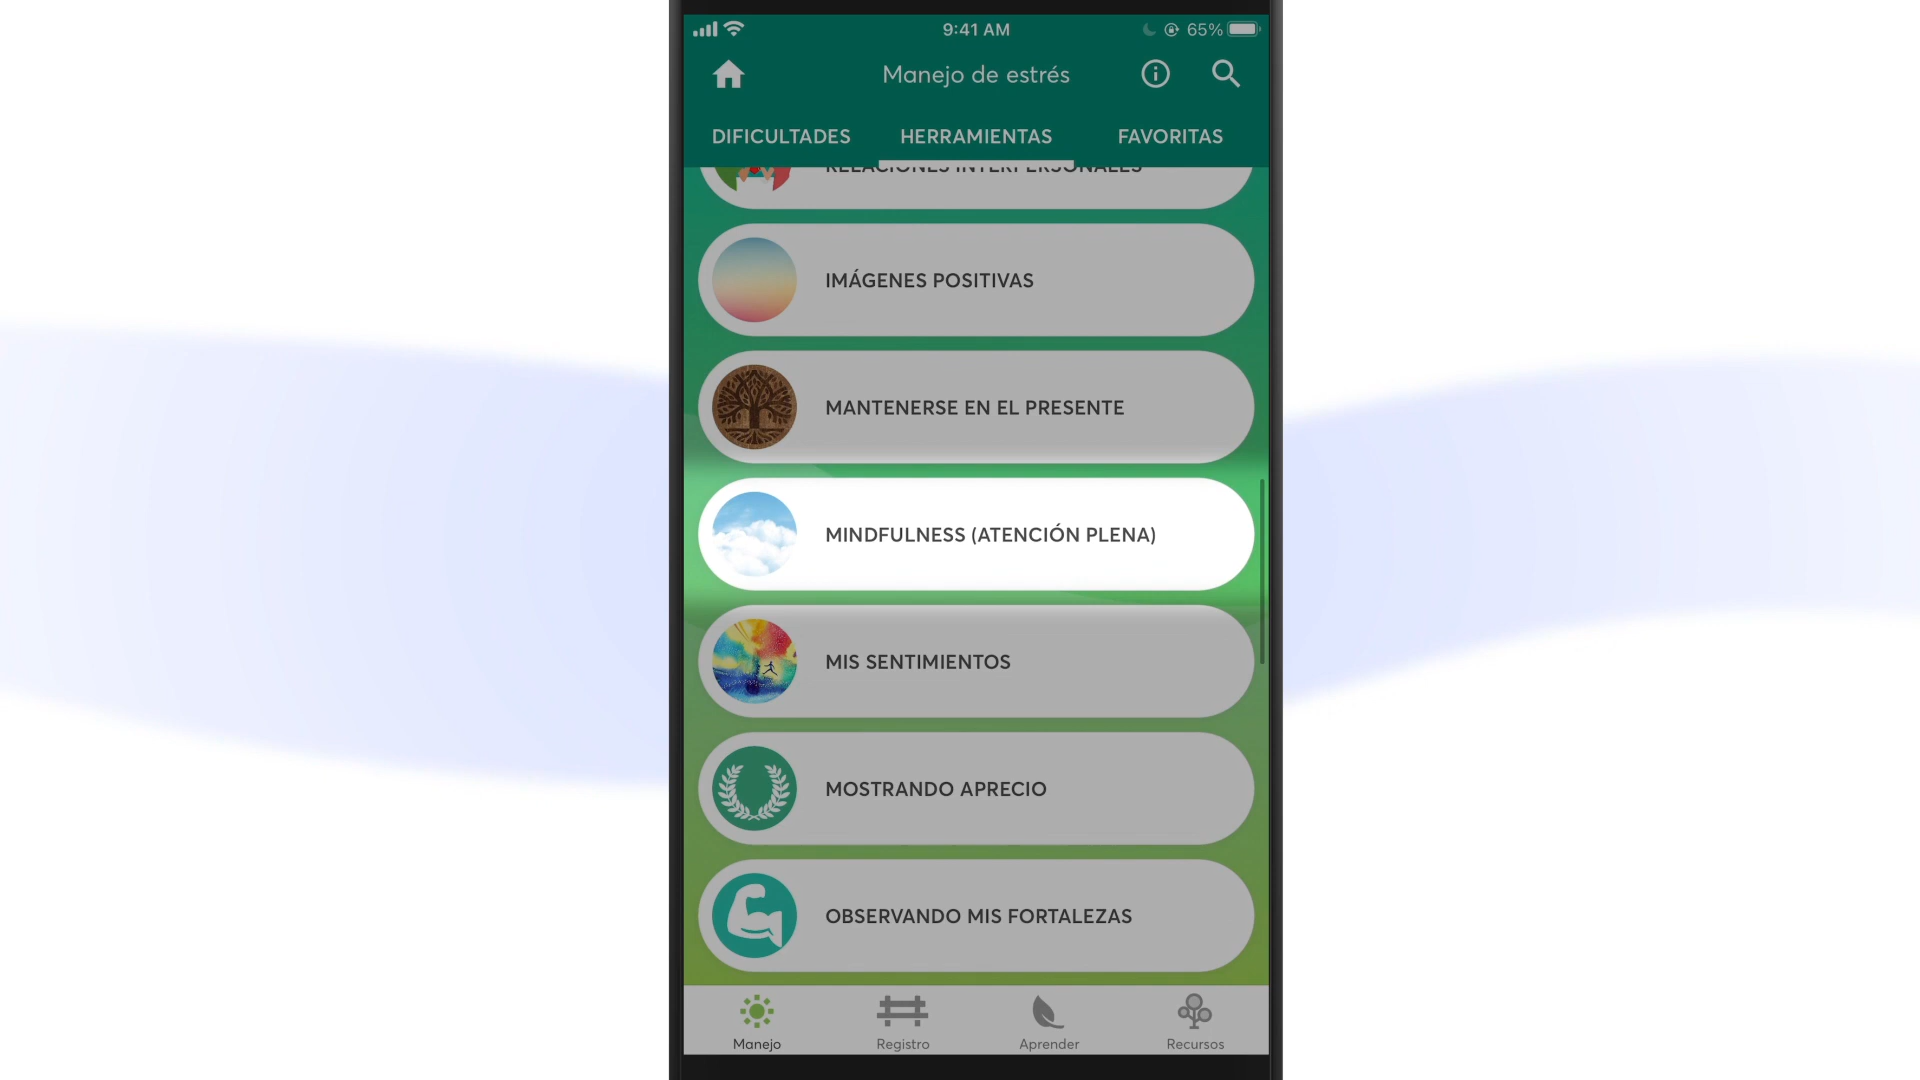 9:41 AM
65%
Manejo de estrés
DIFICULTADES
HERRAMIENTAS
FAVORITAS
RELACIONES INTERPERSONALES
IMÁGENES POSITIVAS
MANTENERSE EN EL PRESENTE
MINDFULNESS (ATENCIÓN PLENA)
MIS SENTIMIENTOS
MOSTRANDO APRECIO
OBSERVANDO MIS FORTALEZAS
Manejo
Registro
Aprender
Recursos